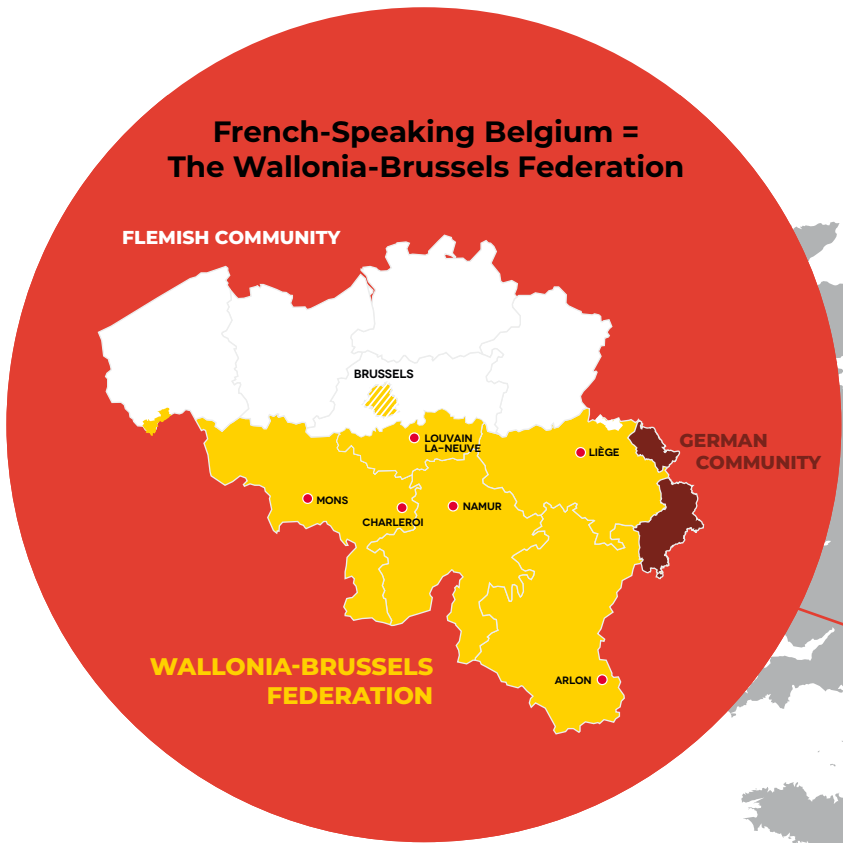 French-Speaking Belgium =
The Wallonia-Brussels Federation
FLEMISH COMMUNITY
BRUSSELS
LOUVAIN
LA-NEUVE
LIÈGE
GERMAN
COMMUNITY
MONS
CHARLEROI
NAMUR
WALLONIA-BRUSSELS
FEDERATION
ARLON